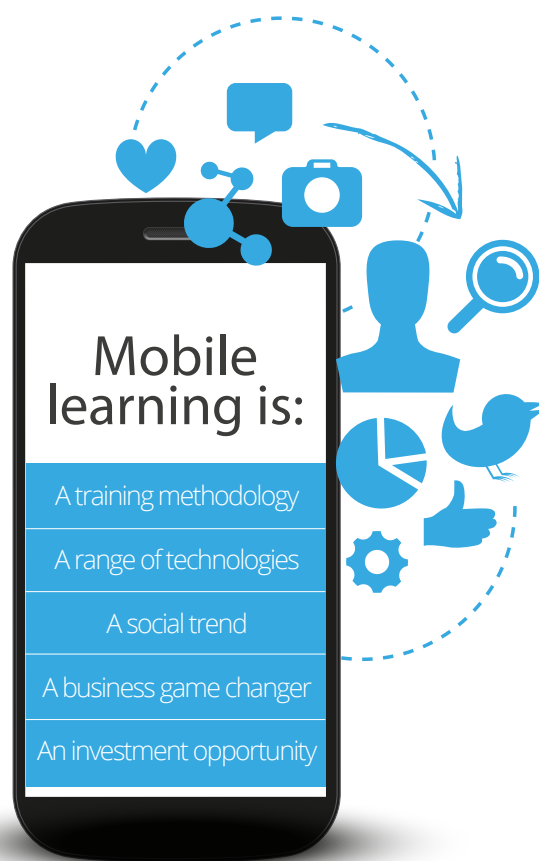 Mobile
learning is:
A training methodology
A range of technologies
A social trend
A business game changer
An investment opportunity